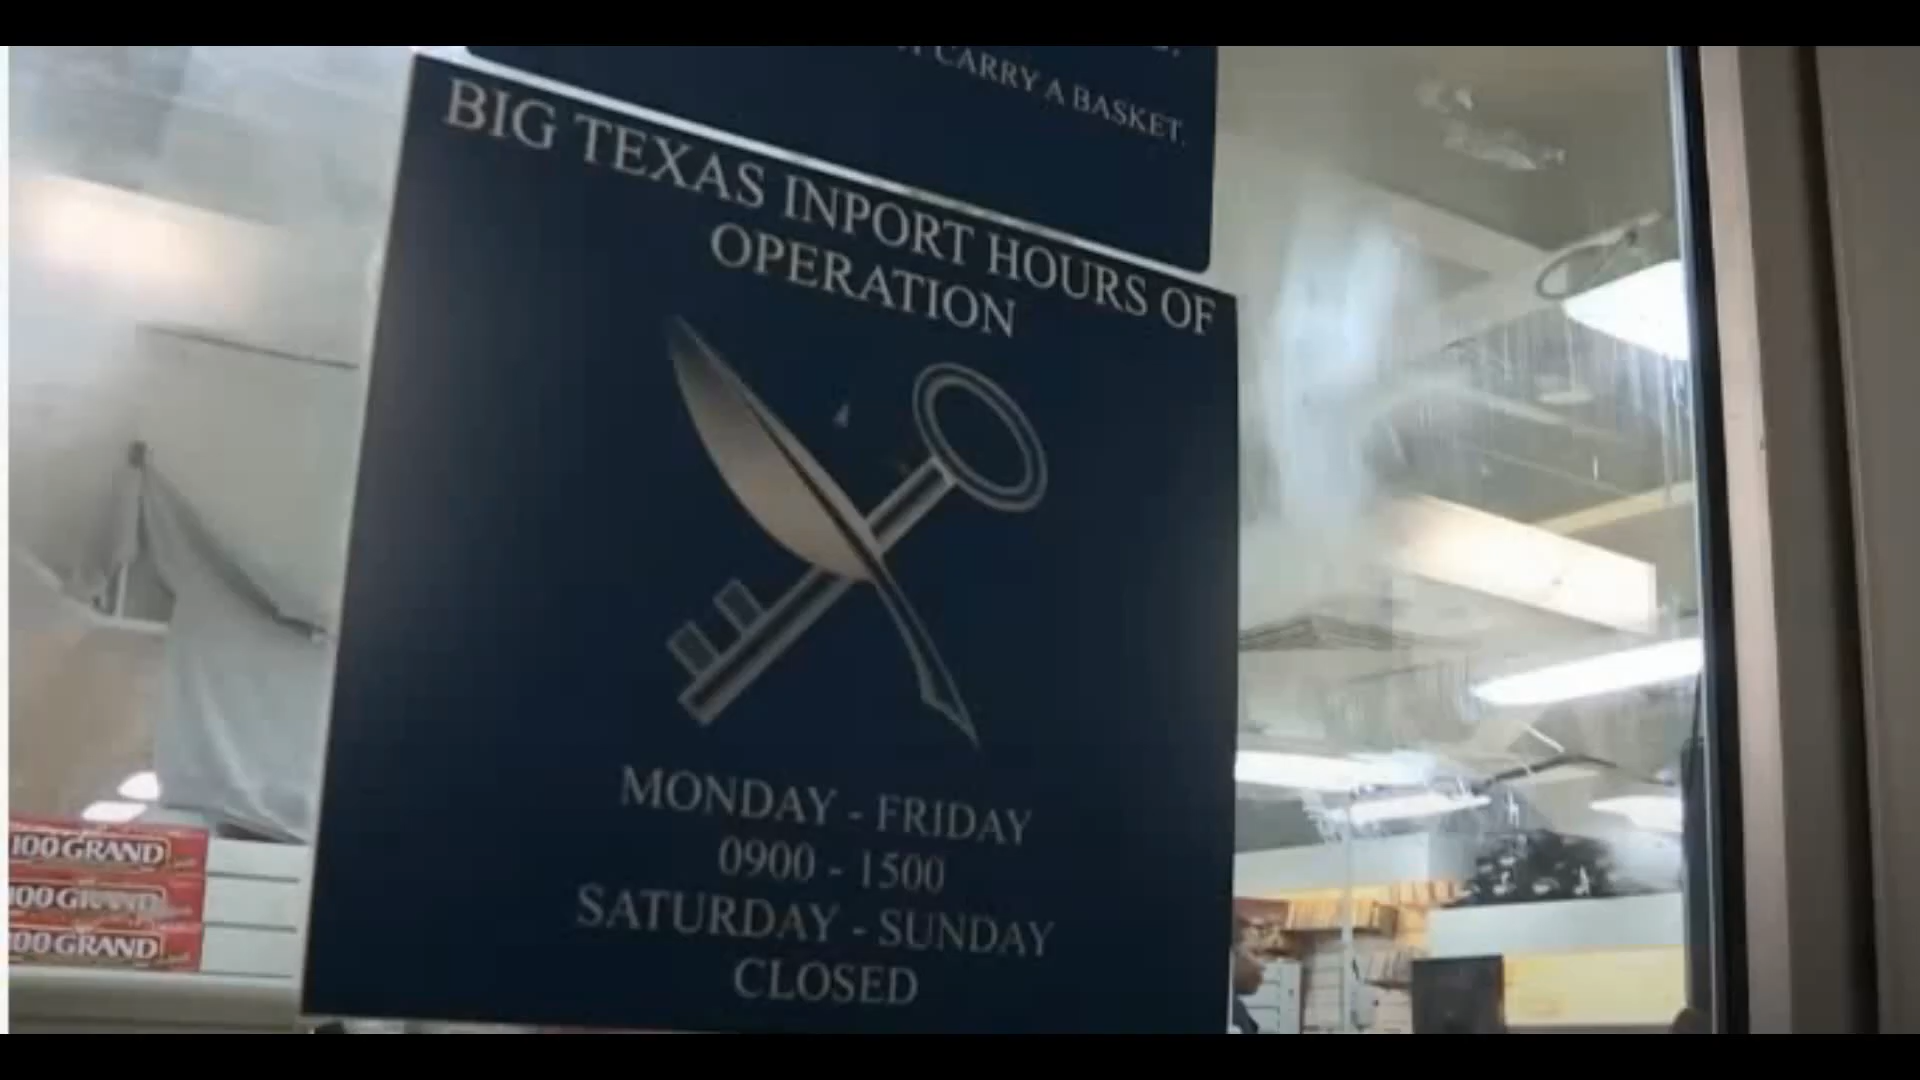 CARRY A BASKET.
BIG TEXAS INPORT HOURS OF
OPERATION
MONDAY - FRIDAY
0900 - 1500
SATURDAY - SUNDAY
CLOSED
100 GRAND
100 GRAND
100 GRAND